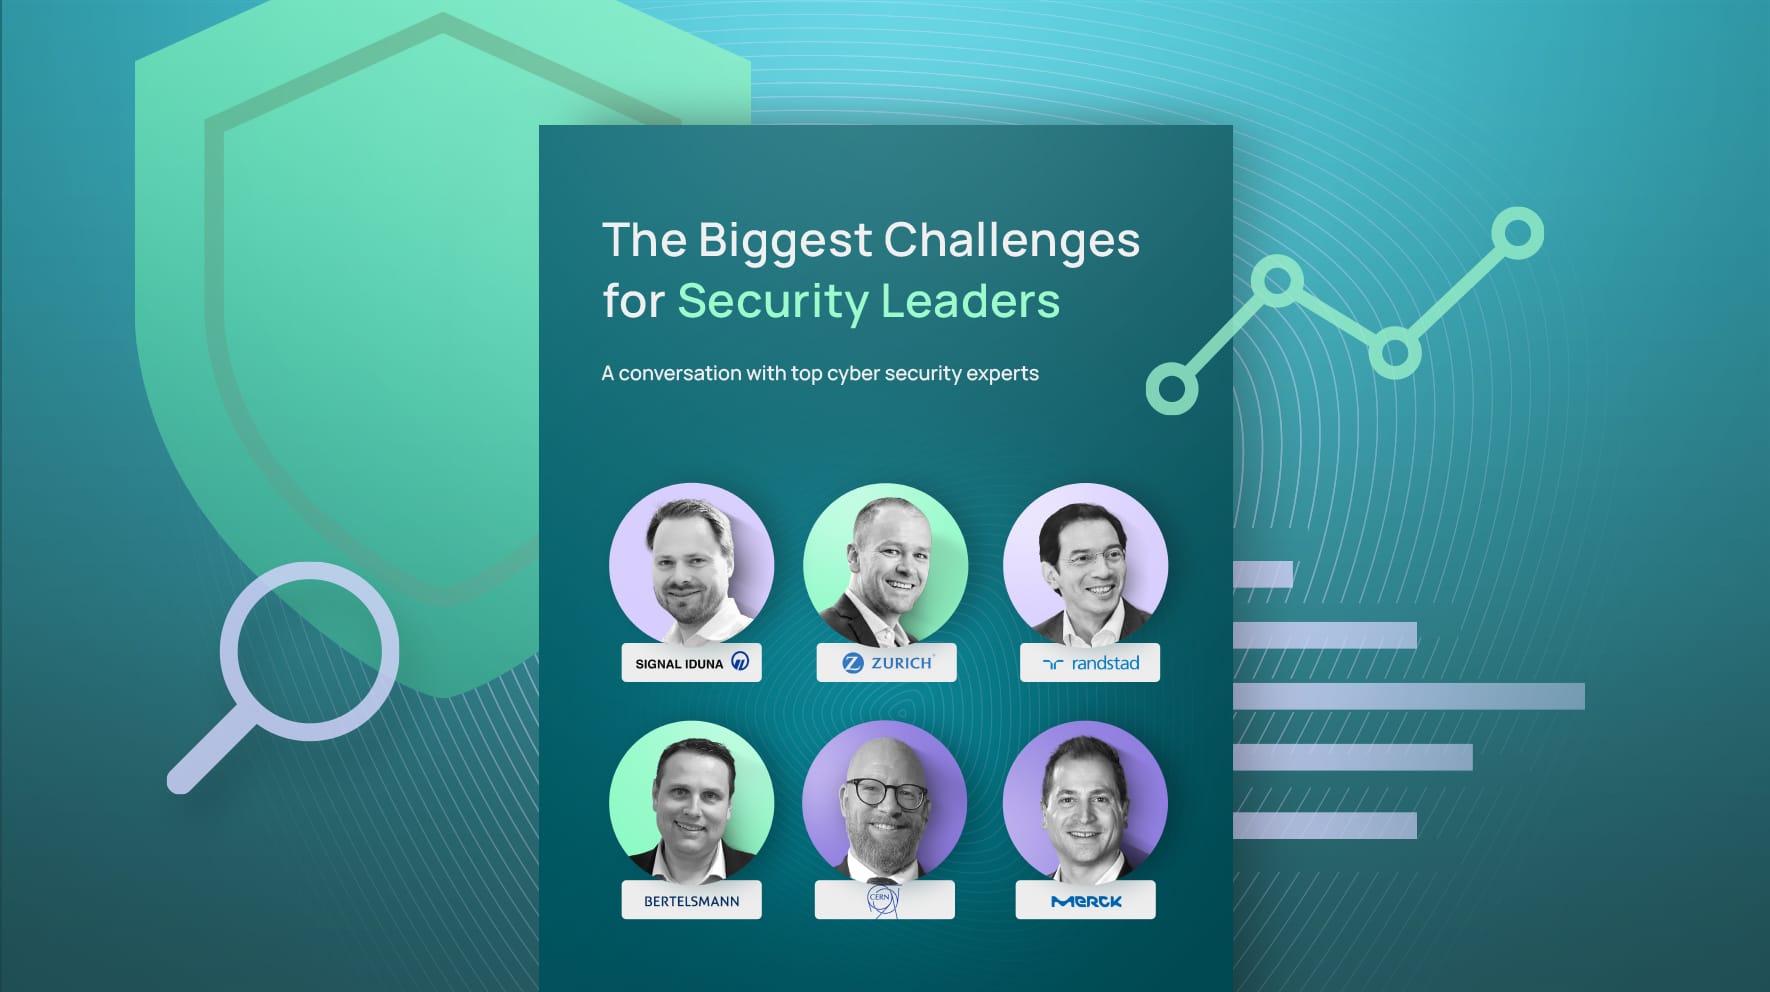 The Biggest Challenges
for Security Leaders
A conversation with top cyber security experts
SIGNAL IDUNA
ZURICH
randstad
BERTELSMANN
CERN
MERCK